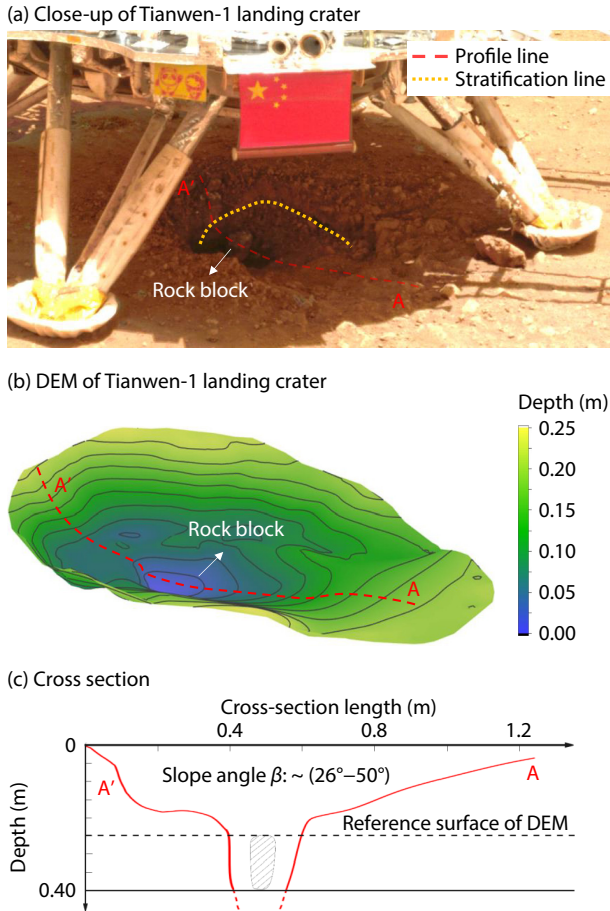 (a) Close-up of Tianwen-1 landing crater
Profile line
Stratification line
A′
Rock block
A
(b) DEM of Tianwen-1 landing crater
Depth (m)
0.25
0.20
0.15
0.10
0.05
0.00
A′
Rock block
A
(c) Cross section
Cross-section length (m)
0.4 0.8 1.2
0
Slope angle β: ~ (26°−50°)
A′
A
Reference surface of DEM
Depth (m)
0.40